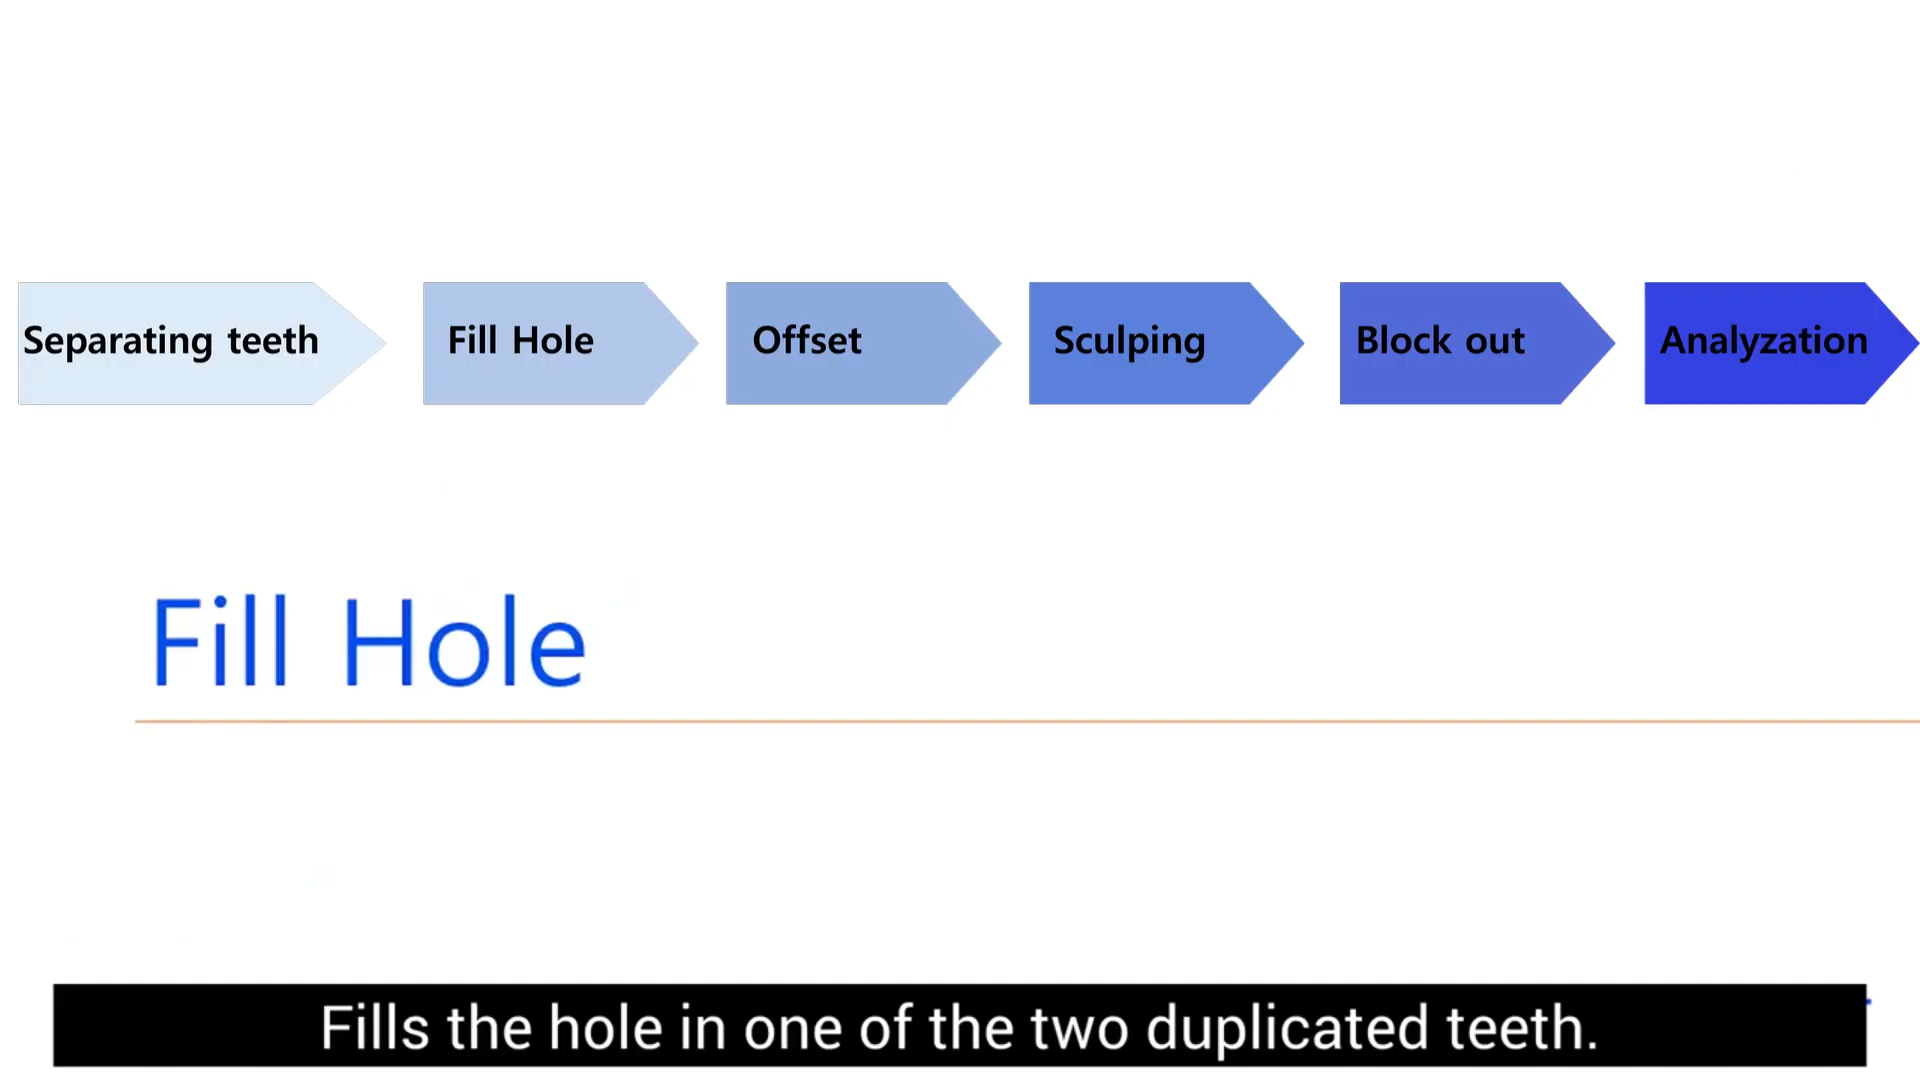 Separating teeth
Fill Hole
Offset
Sculping
Block out
Analyzation
Fill Hole
Fills the hole in one of the two duplicated teeth.